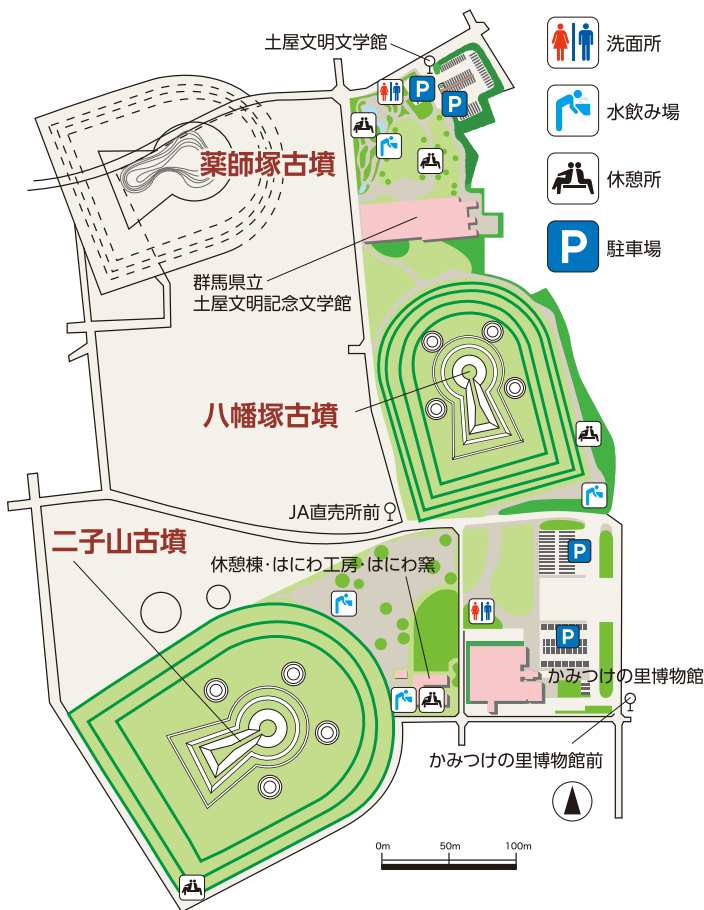 土屋文明文学館
洗面所
P
P
水飲み場
薬師塚古墳
休憩所
P
駐車場
群馬県立
土屋文明記念文学館
八幡塚古墳
JA直売所前
二子山古墳
休憩棟・はにわ工房・はにわ窯
P
P
かみつけの里博物館
かみつけの里博物館前
0m 50m 100m